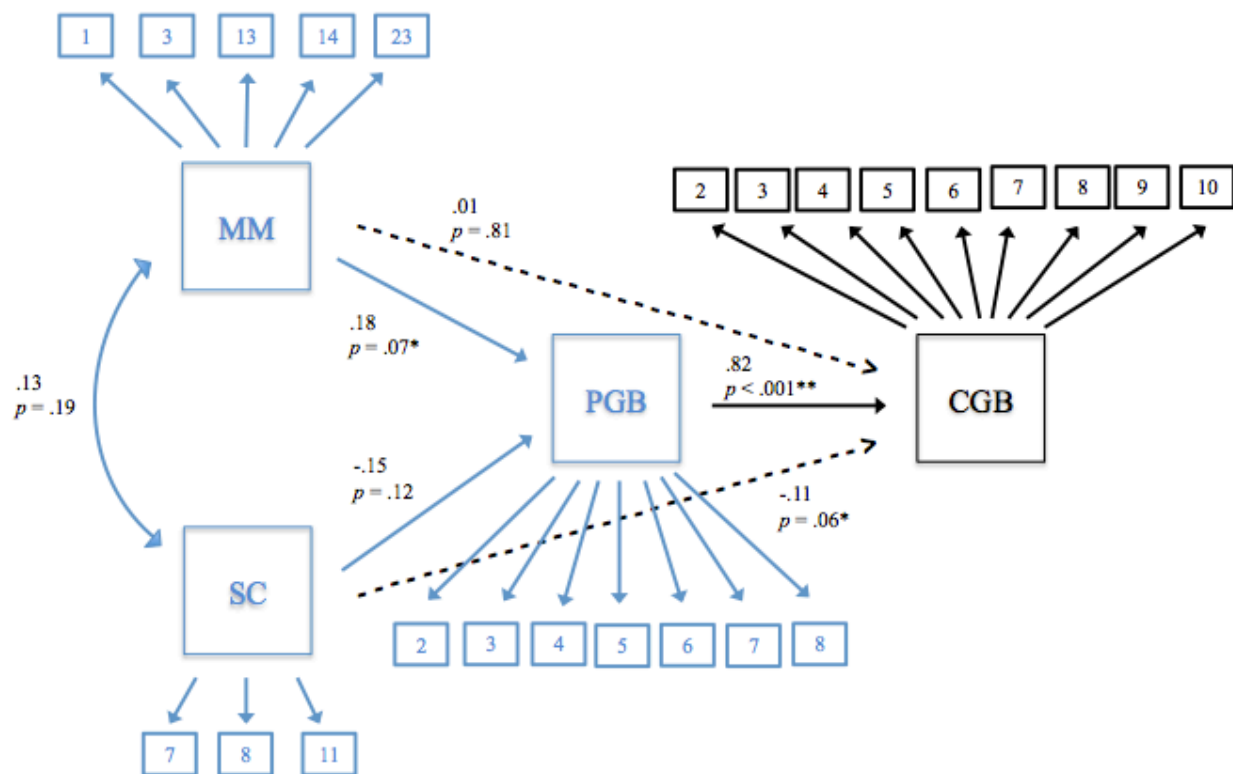 1 3 13 14 23
MM
.01
p = .81
2 3 4 5 6 7 8 9 10
.18
p = .07*
.13
p = .19
PGB
.82
p < .001**
CGB
-.15
p = .12
-.11
p = .06*
SC
2 3 4 5 6 7 8
7 8 11